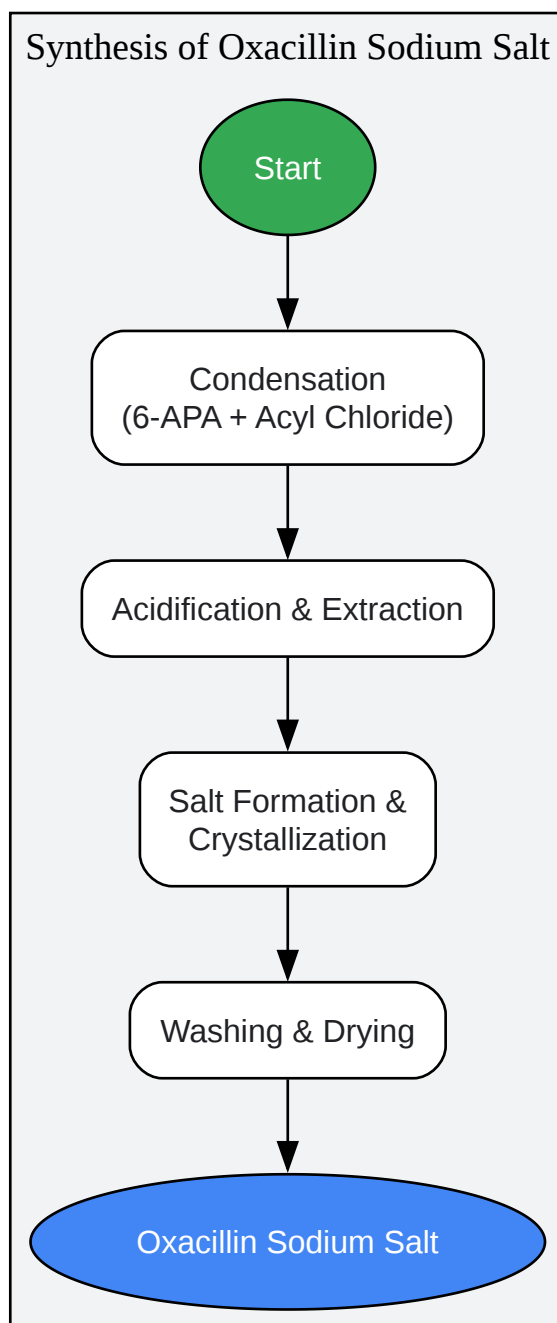 Synthesis of Oxacillin Sodium Salt
Start
Condensation
(6-APA + Acyl Chloride)
Acidification & Extraction
Salt Formation &
Crystallization
Washing & Drying
Oxacillin Sodium Salt